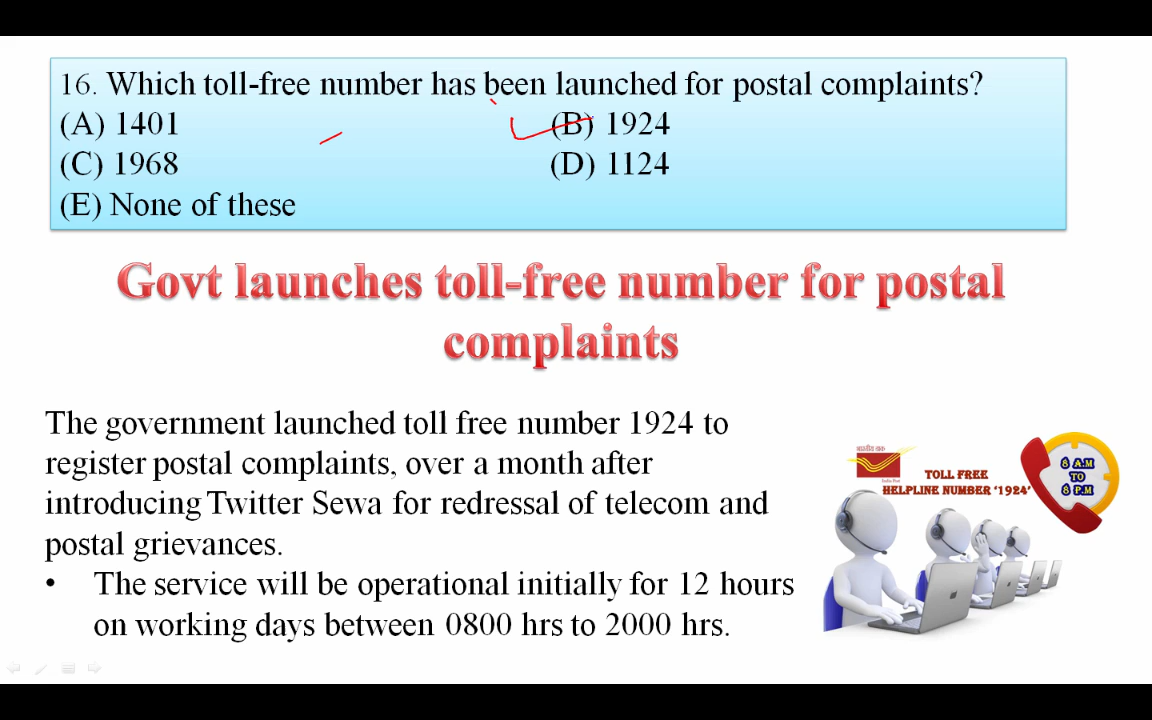 16. Which toll-free number has been launched for postal complaints?
(A) 1401 (B) 1924
(C) 1968 (D) 1124
(E) None of these
Govt launches toll-free number for postal
complaints
The government launched toll free number 1924 to
register postal complaints, over a month after
introducing Twitter Sewa for redressal of telecom and
postal grievances.
• The service will be operational initially for 12 hours
on working days between 0800 hrs to 2000 hrs.
भारतीय डाक
India Post
TOLL FREE
HELPLINE NUMBER ‘1924’
8 A.M
TO
8 P.M